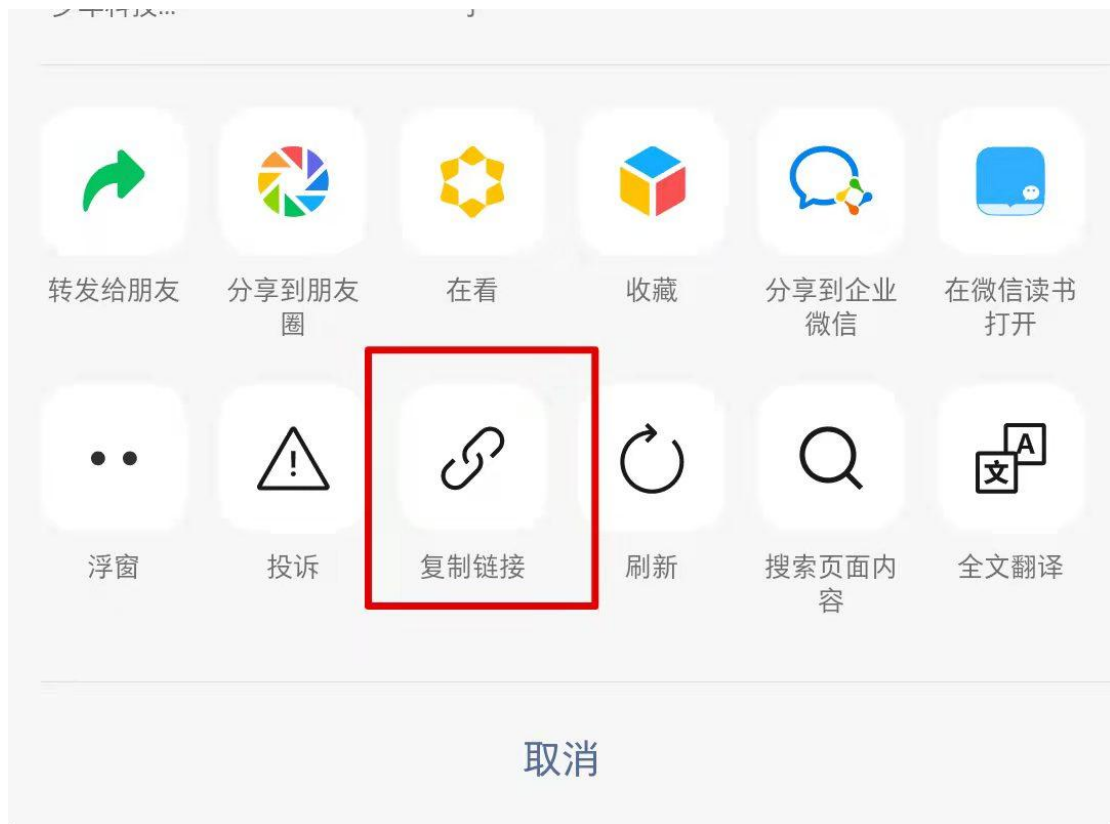 转发给朋友
分享到朋友
圈
在看
收藏
分享到企业
微信
在微信读书
打开
浮窗
投诉
复制链接
刷新
搜索页面内
容
A
文
全文翻译
取消